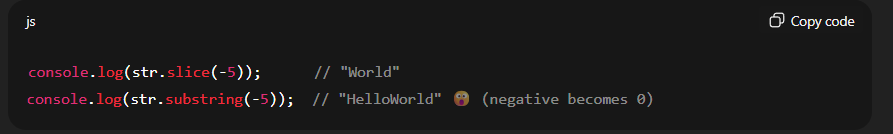 js
Copy code
console.log(str.slice(-5));      // "World"
console.log(str.substring(-5));  // "HelloWorld" 😱 (negative becomes 0)